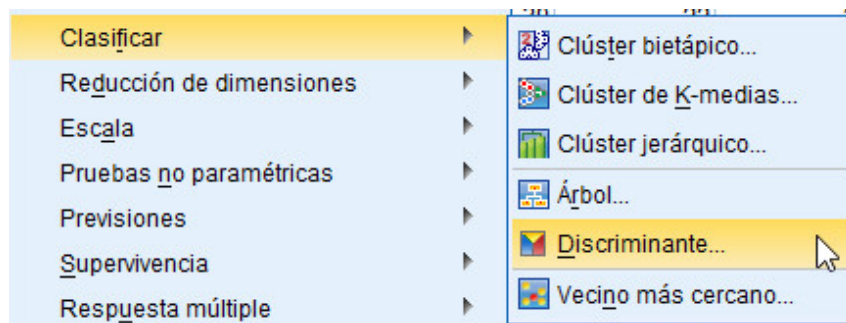 Clasificar
Reducción de dimensiones
Escala
Pruebas no paramétricas
Previsiones
Supervivencia
Respuesta múltiple
Clúster bietápico...
Clúster de K-medias...
Clúster jerárquico...
Árbol...
Discriminante...
Vecino más cercano...